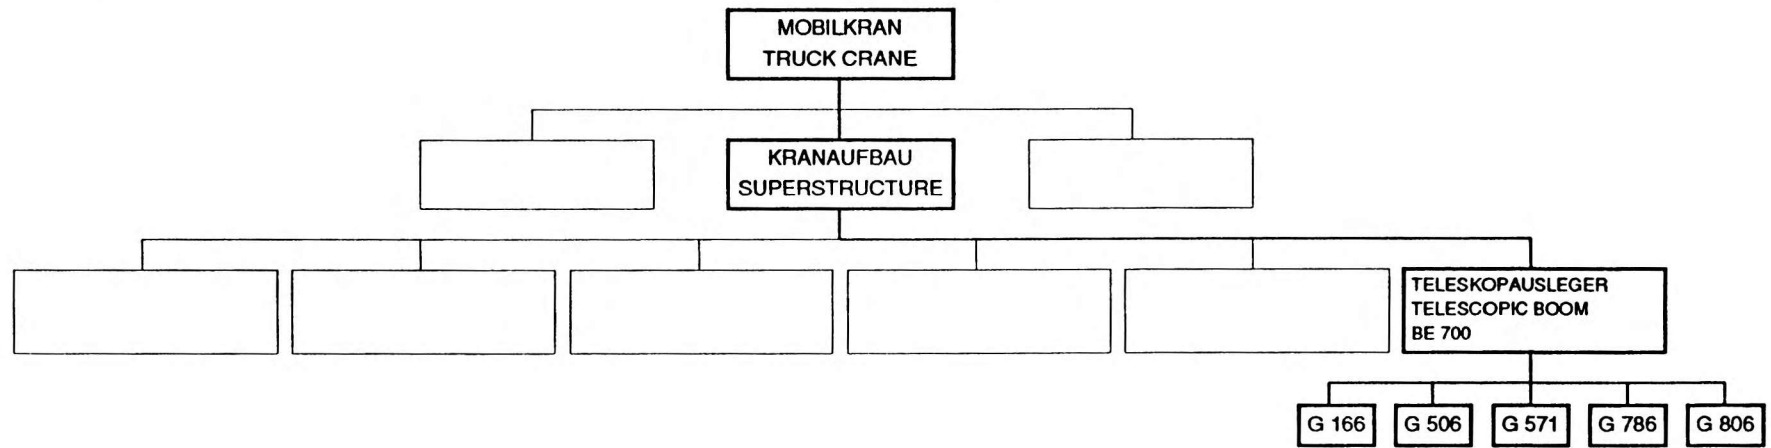 MOBILKRAN
TRUCK CRANE
KRANAUFBAU
SUPERSTRUCTURE
TELESKOPAUSLEGER
TELESCOPIC BOOM
BE 700
G 166
G 506
G 571
G 786
G 806